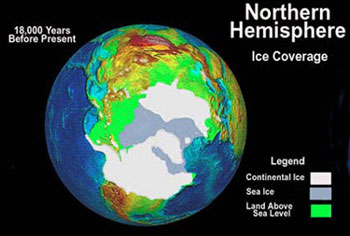 18,000 Years
Before Present
Northern
Hemisphere
Ice Coverage
Legend
Continental Ice
Sea Ice
Land Above
Sea Level